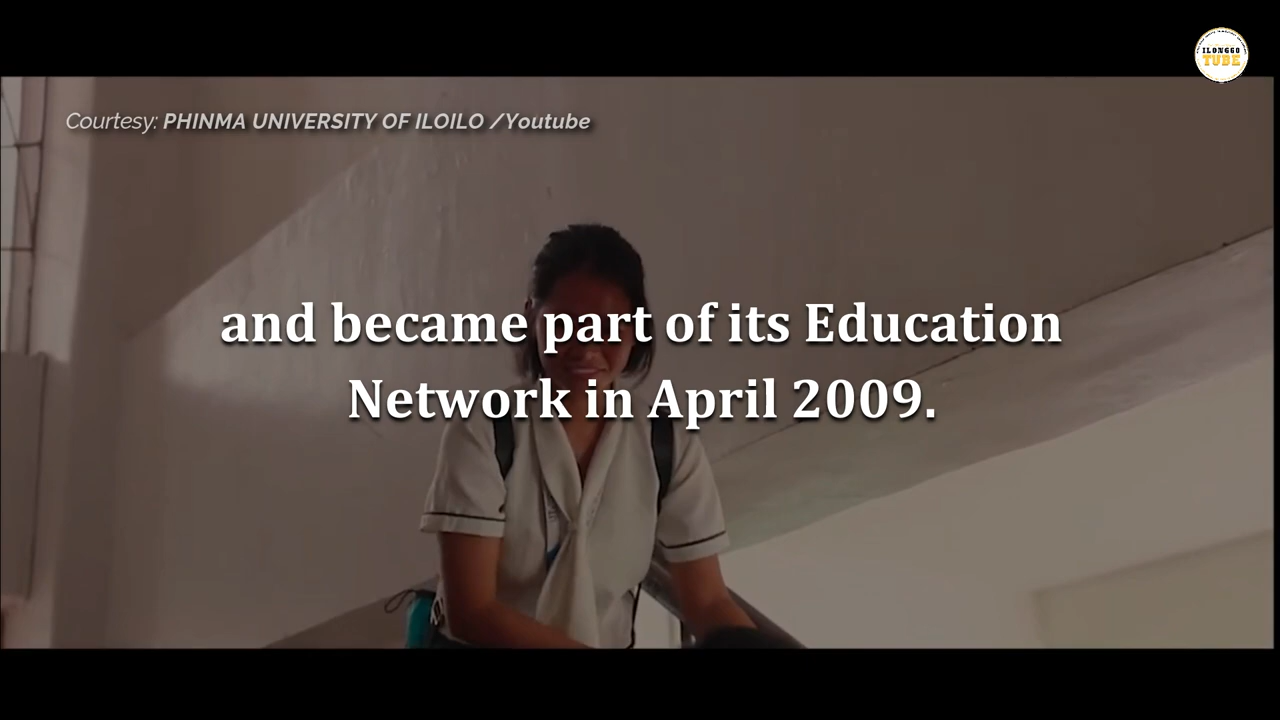 ILONGGO
TUBE
Courtesy: PHINMA UNIVERSITY OF ILOILO /Youtube
and became part of its Education
Network in April 2009.